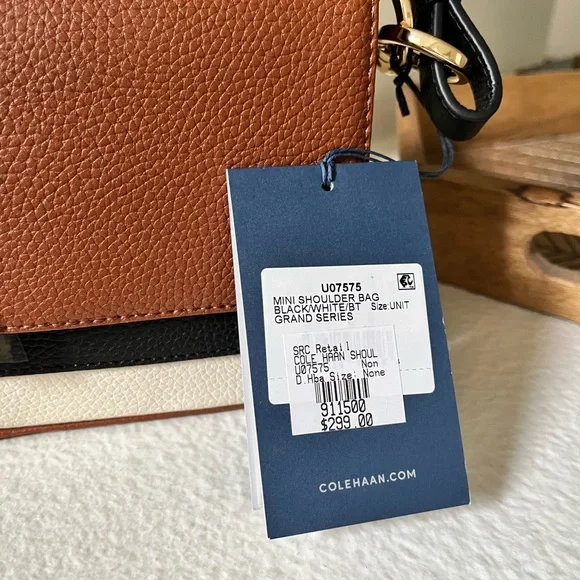 U07575
MINI SHOULDER BAG
BLACK/WHITE/BT Size:UNIT
GRAND SERIES
SRC Retail
COLE HAAN SHOUL
U07575 Non
D.Hba Size: None
911500
$299.00
COLEHAAN.COM